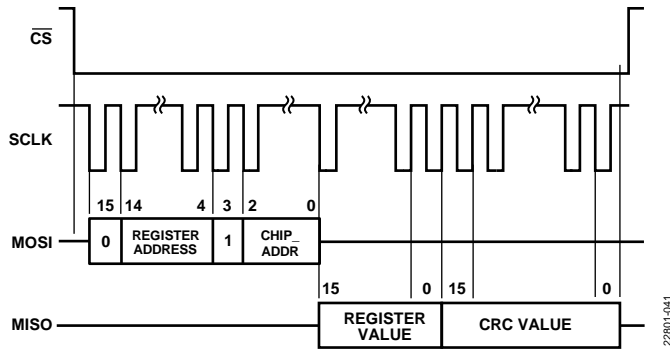 CS
SCLK
15 14 4 3 2 0
MOSI 0 REGISTER ADDRESS 1 CHIP_ ADDR
15 0 15 0
MISO REGISTER VALUE CRC VALUE
22801-041